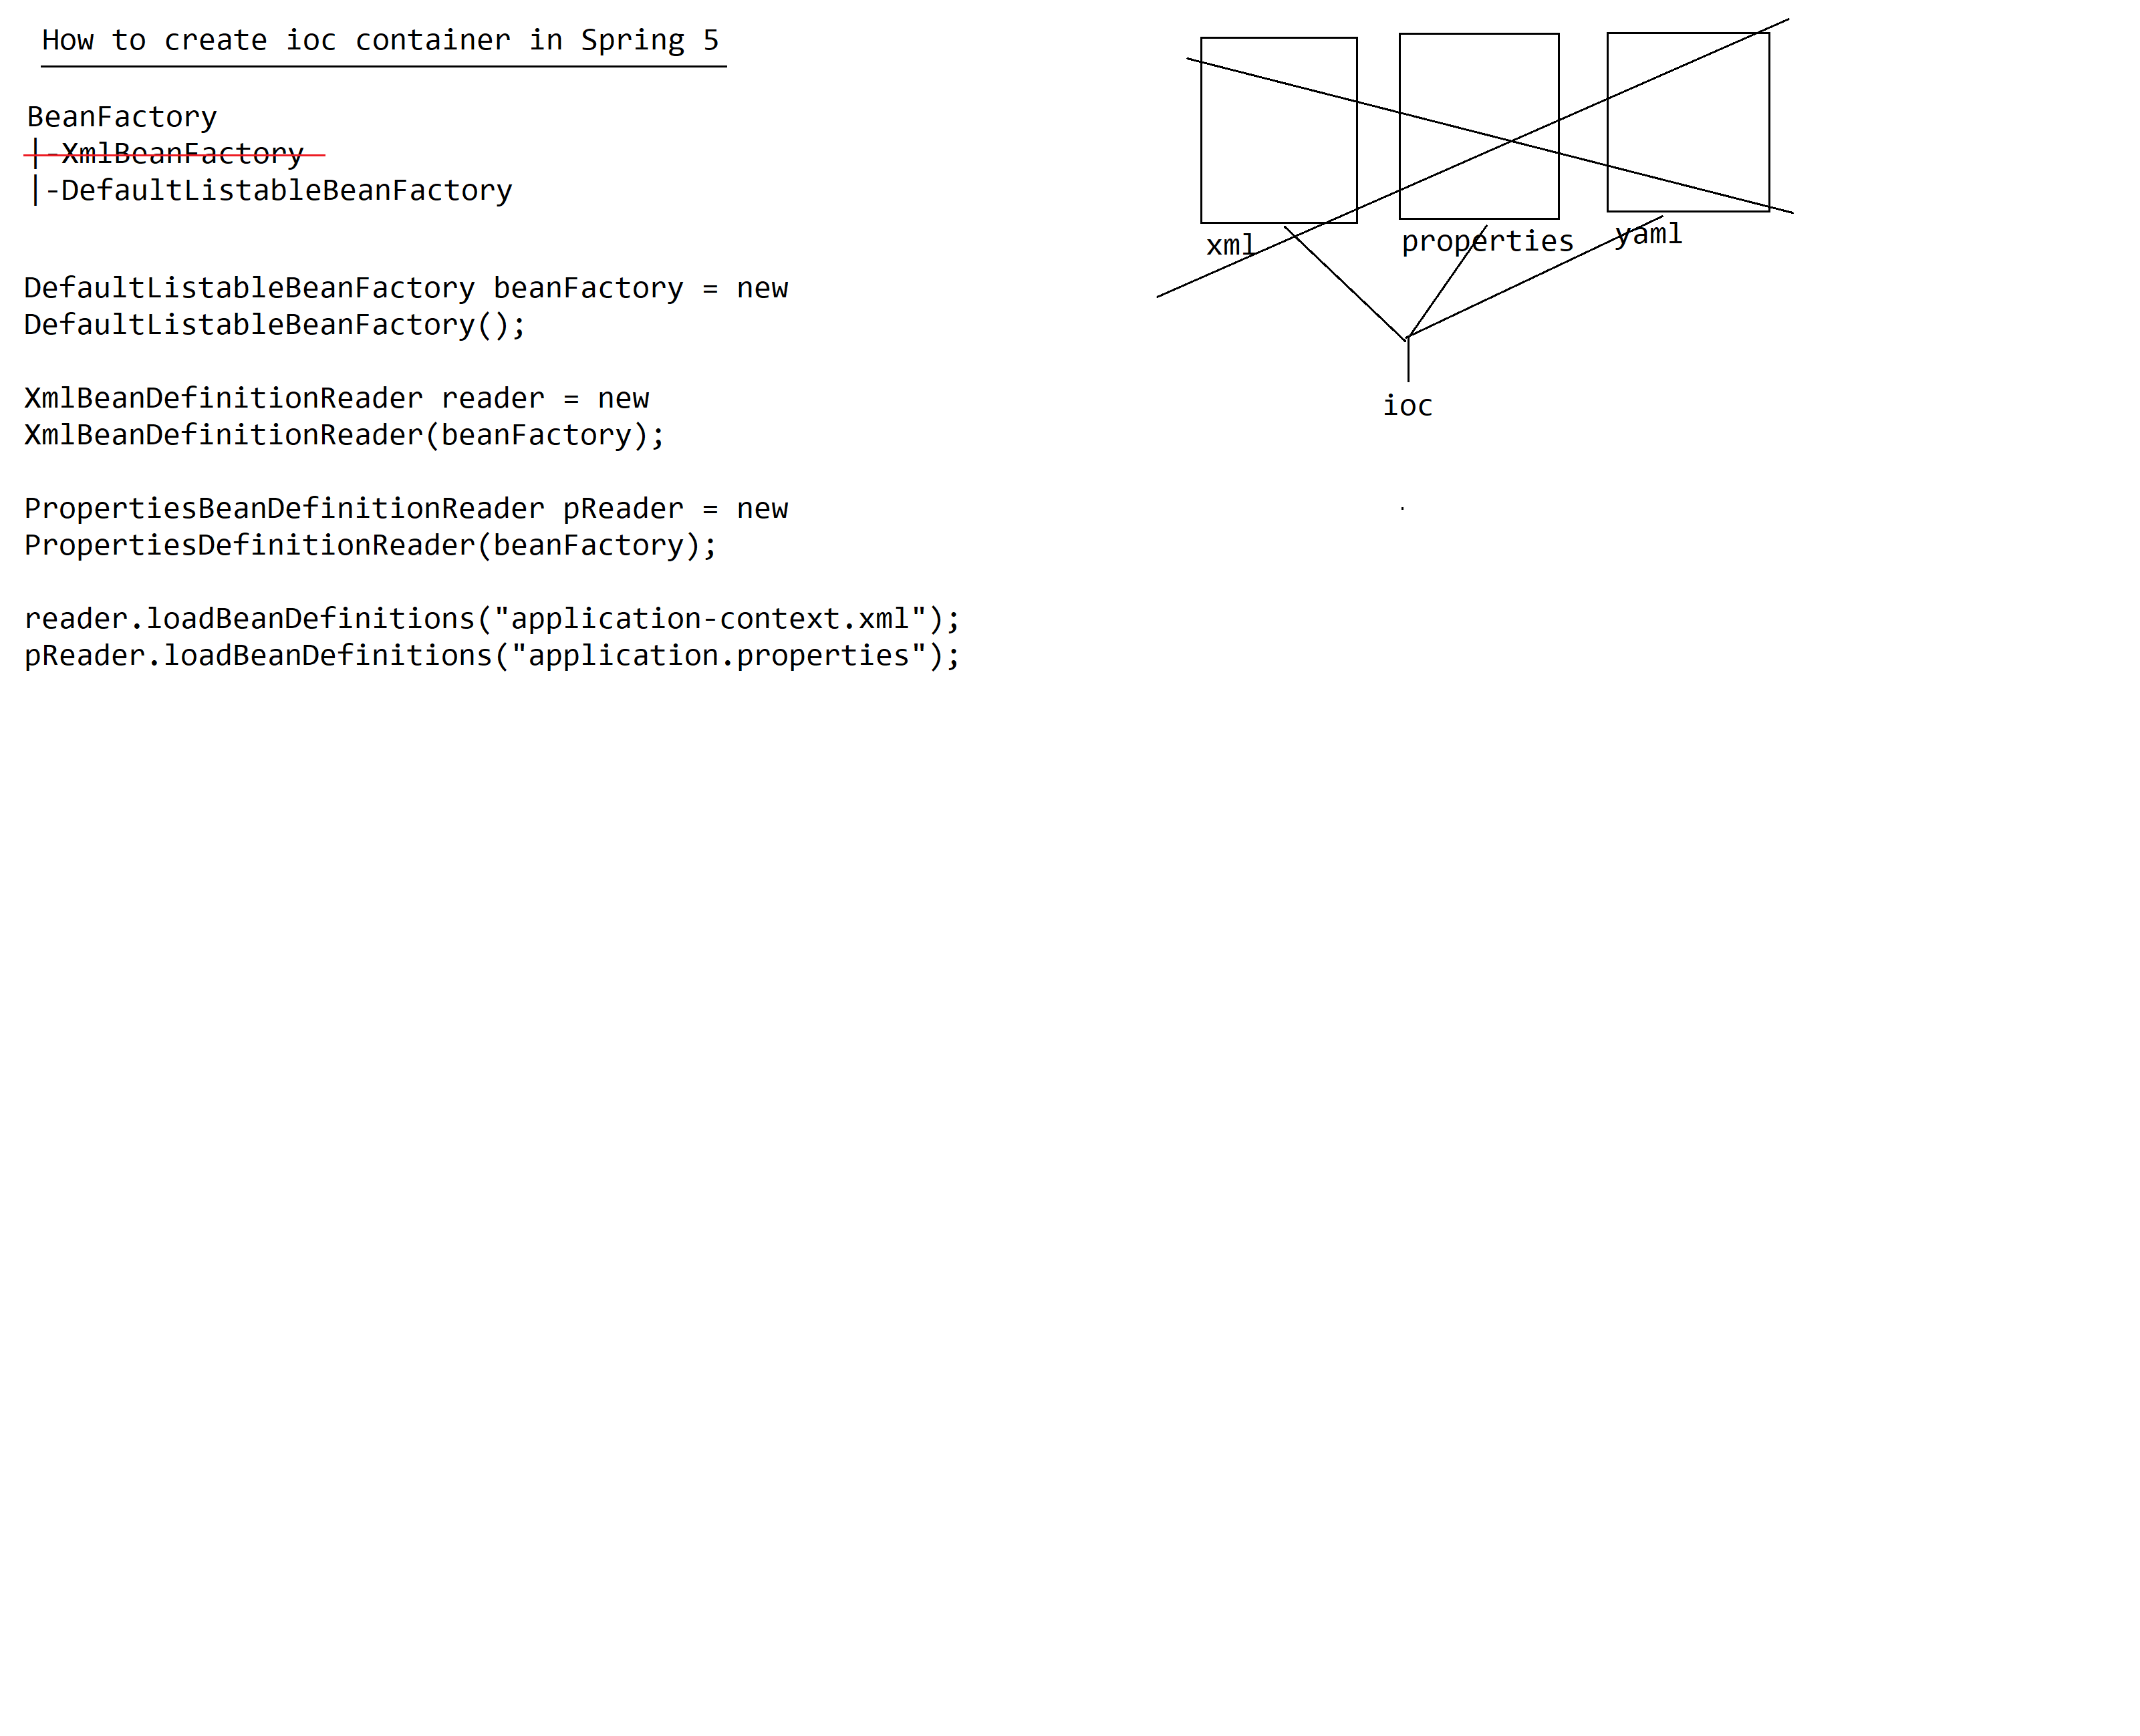 How to create ioc container in Spring 5
BeanFactory
|-XmlBeanFactory
|-DefaultListableBeanFactory
DefaultListableBeanFactory beanFactory = new
DefaultListableBeanFactory();
XmlBeanDefinitionReader reader = new
XmlBeanDefinitionReader(beanFactory);
PropertiesBeanDefinitionReader pReader = new
PropertiesDefinitionReader(beanFactory);
reader.loadBeanDefinitions("application-context.xml");
pReader.loadBeanDefinitions("application.properties");
xml
properties
yaml
ioc